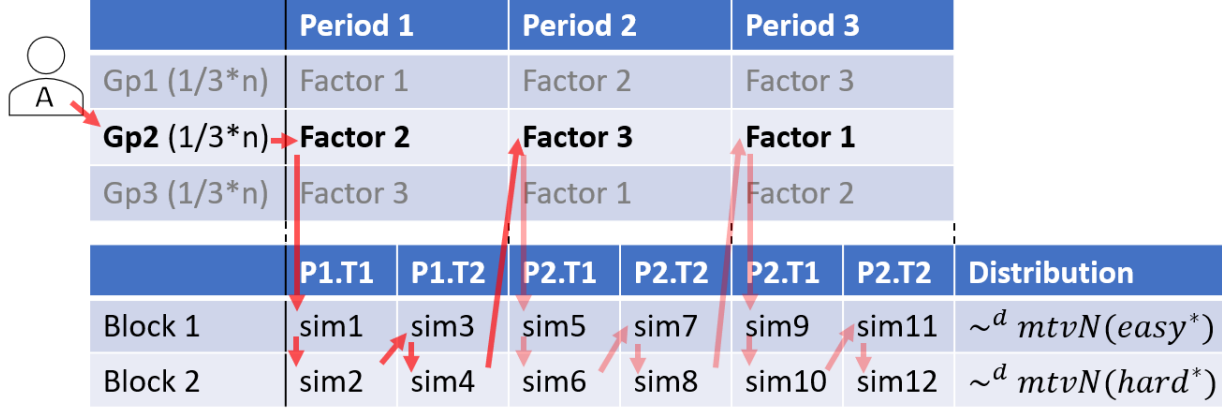 Period 1 Period 2 Period 3
Gp1 (1/3*n) Factor 1 Factor 2 Factor 3
A
Gp2 (1/3*n) Factor 2 Factor 3 Factor 1
Gp3 (1/3*n) Factor 3 Factor 1 Factor 2
P1.T1 P1.T2 P2.T1 P2.T2 P2.T1 P2.T2 Distribution
Block 1 sim1 sim3 sim5 sim7 sim9 sim11 ~ᵈ mtvN(easy*)
Block 2 sim2 sim4 sim6 sim8 sim10 sim12 ~ᵈ mtvN(hard*)